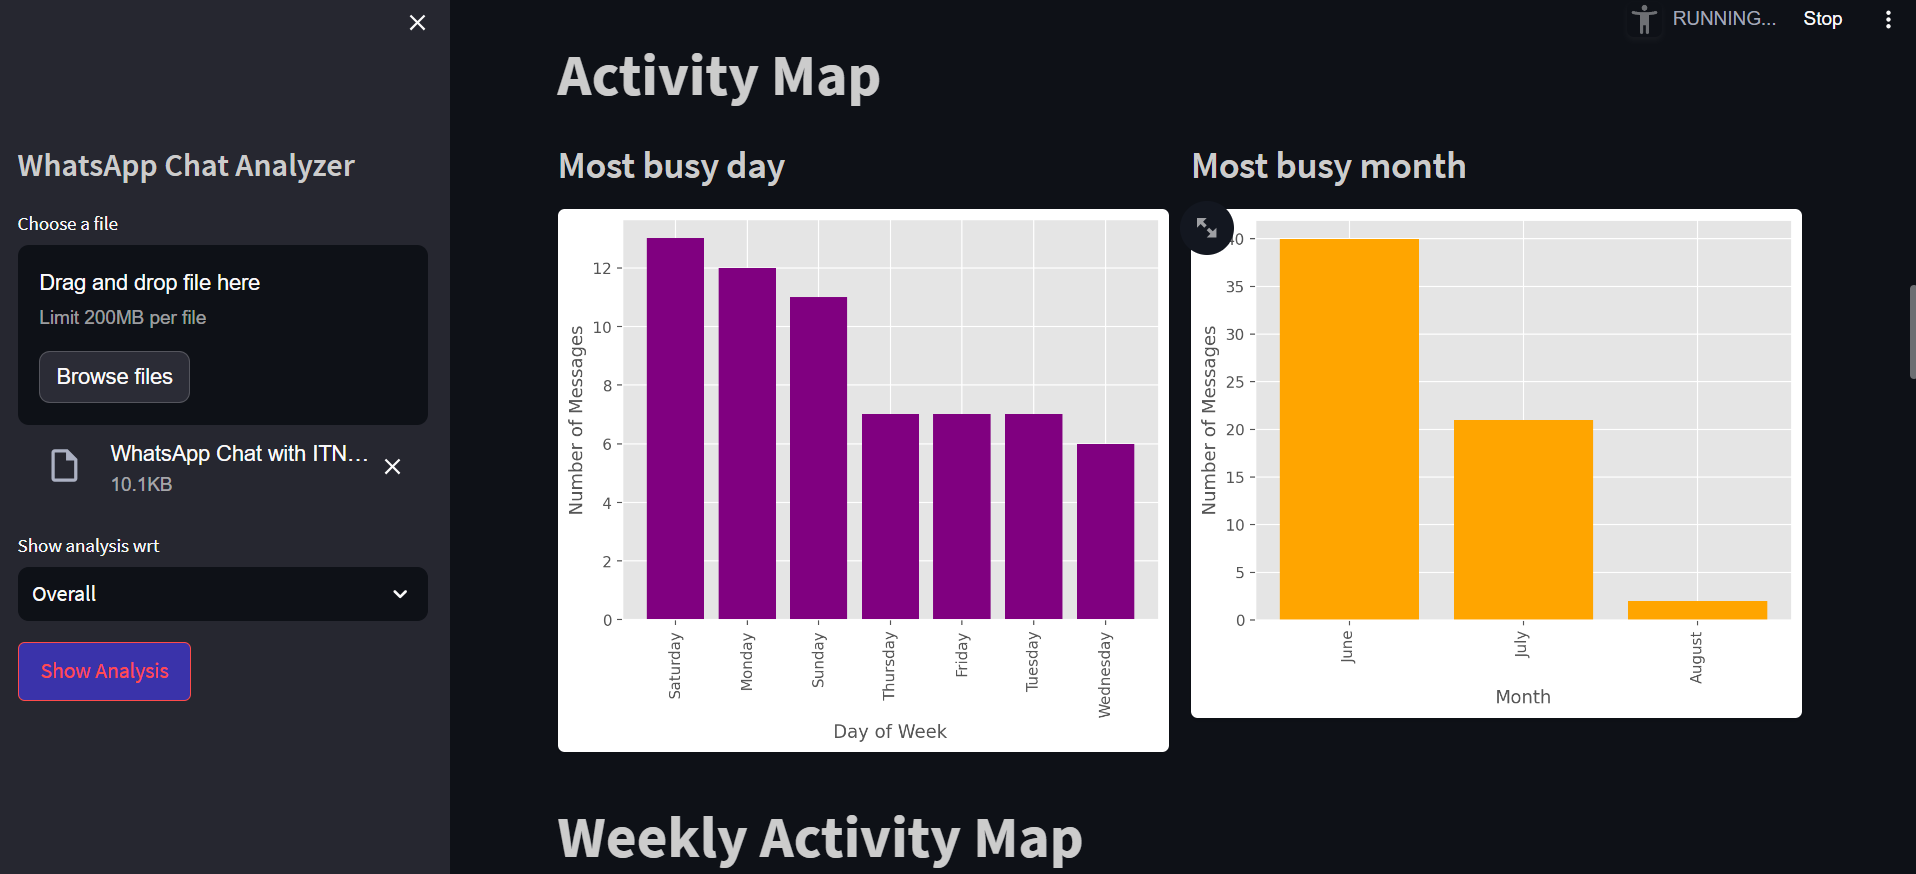 RUNNING...
Stop
WhatsApp Chat Analyzer
Choose a file
Drag and drop file here
Limit 200MB per file
Browse files
WhatsApp Chat with ITN...
10.1KB
Show analysis wrt
Overall
Show Analysis
Activity Map
Most busy day
Number of Messages
12
10
8
6
4
2
0
Saturday
Monday
Sunday
Thursday
Friday
Tuesday
Wednesday
Day of Week
Most busy month
Number of Messages
40
35
30
25
20
15
10
5
0
June
July
August
Month
Weekly Activity Map